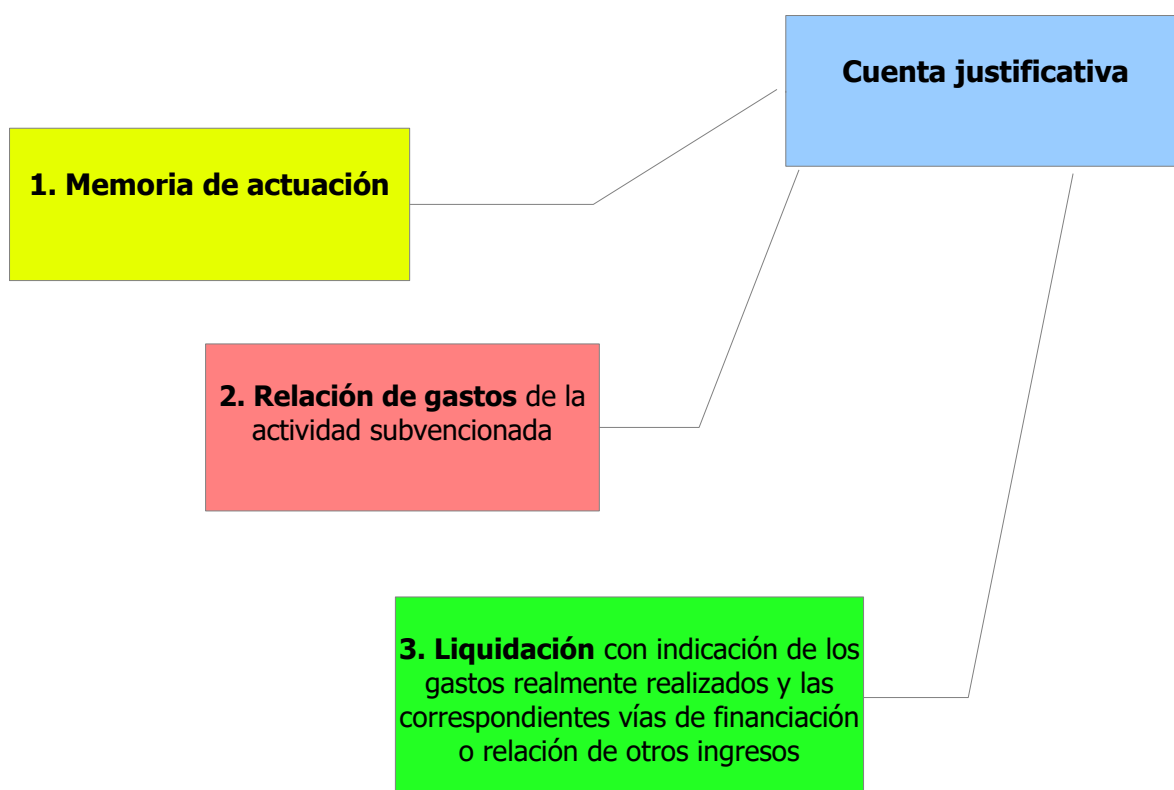 Cuenta justificativa
1. Memoria de actuación
2. Relación de gastos de la
actividad subvencionada
3. Liquidación con indicación de los
gastos realmente realizados y las
correspondientes vías de financiación
o relación de otros ingresos